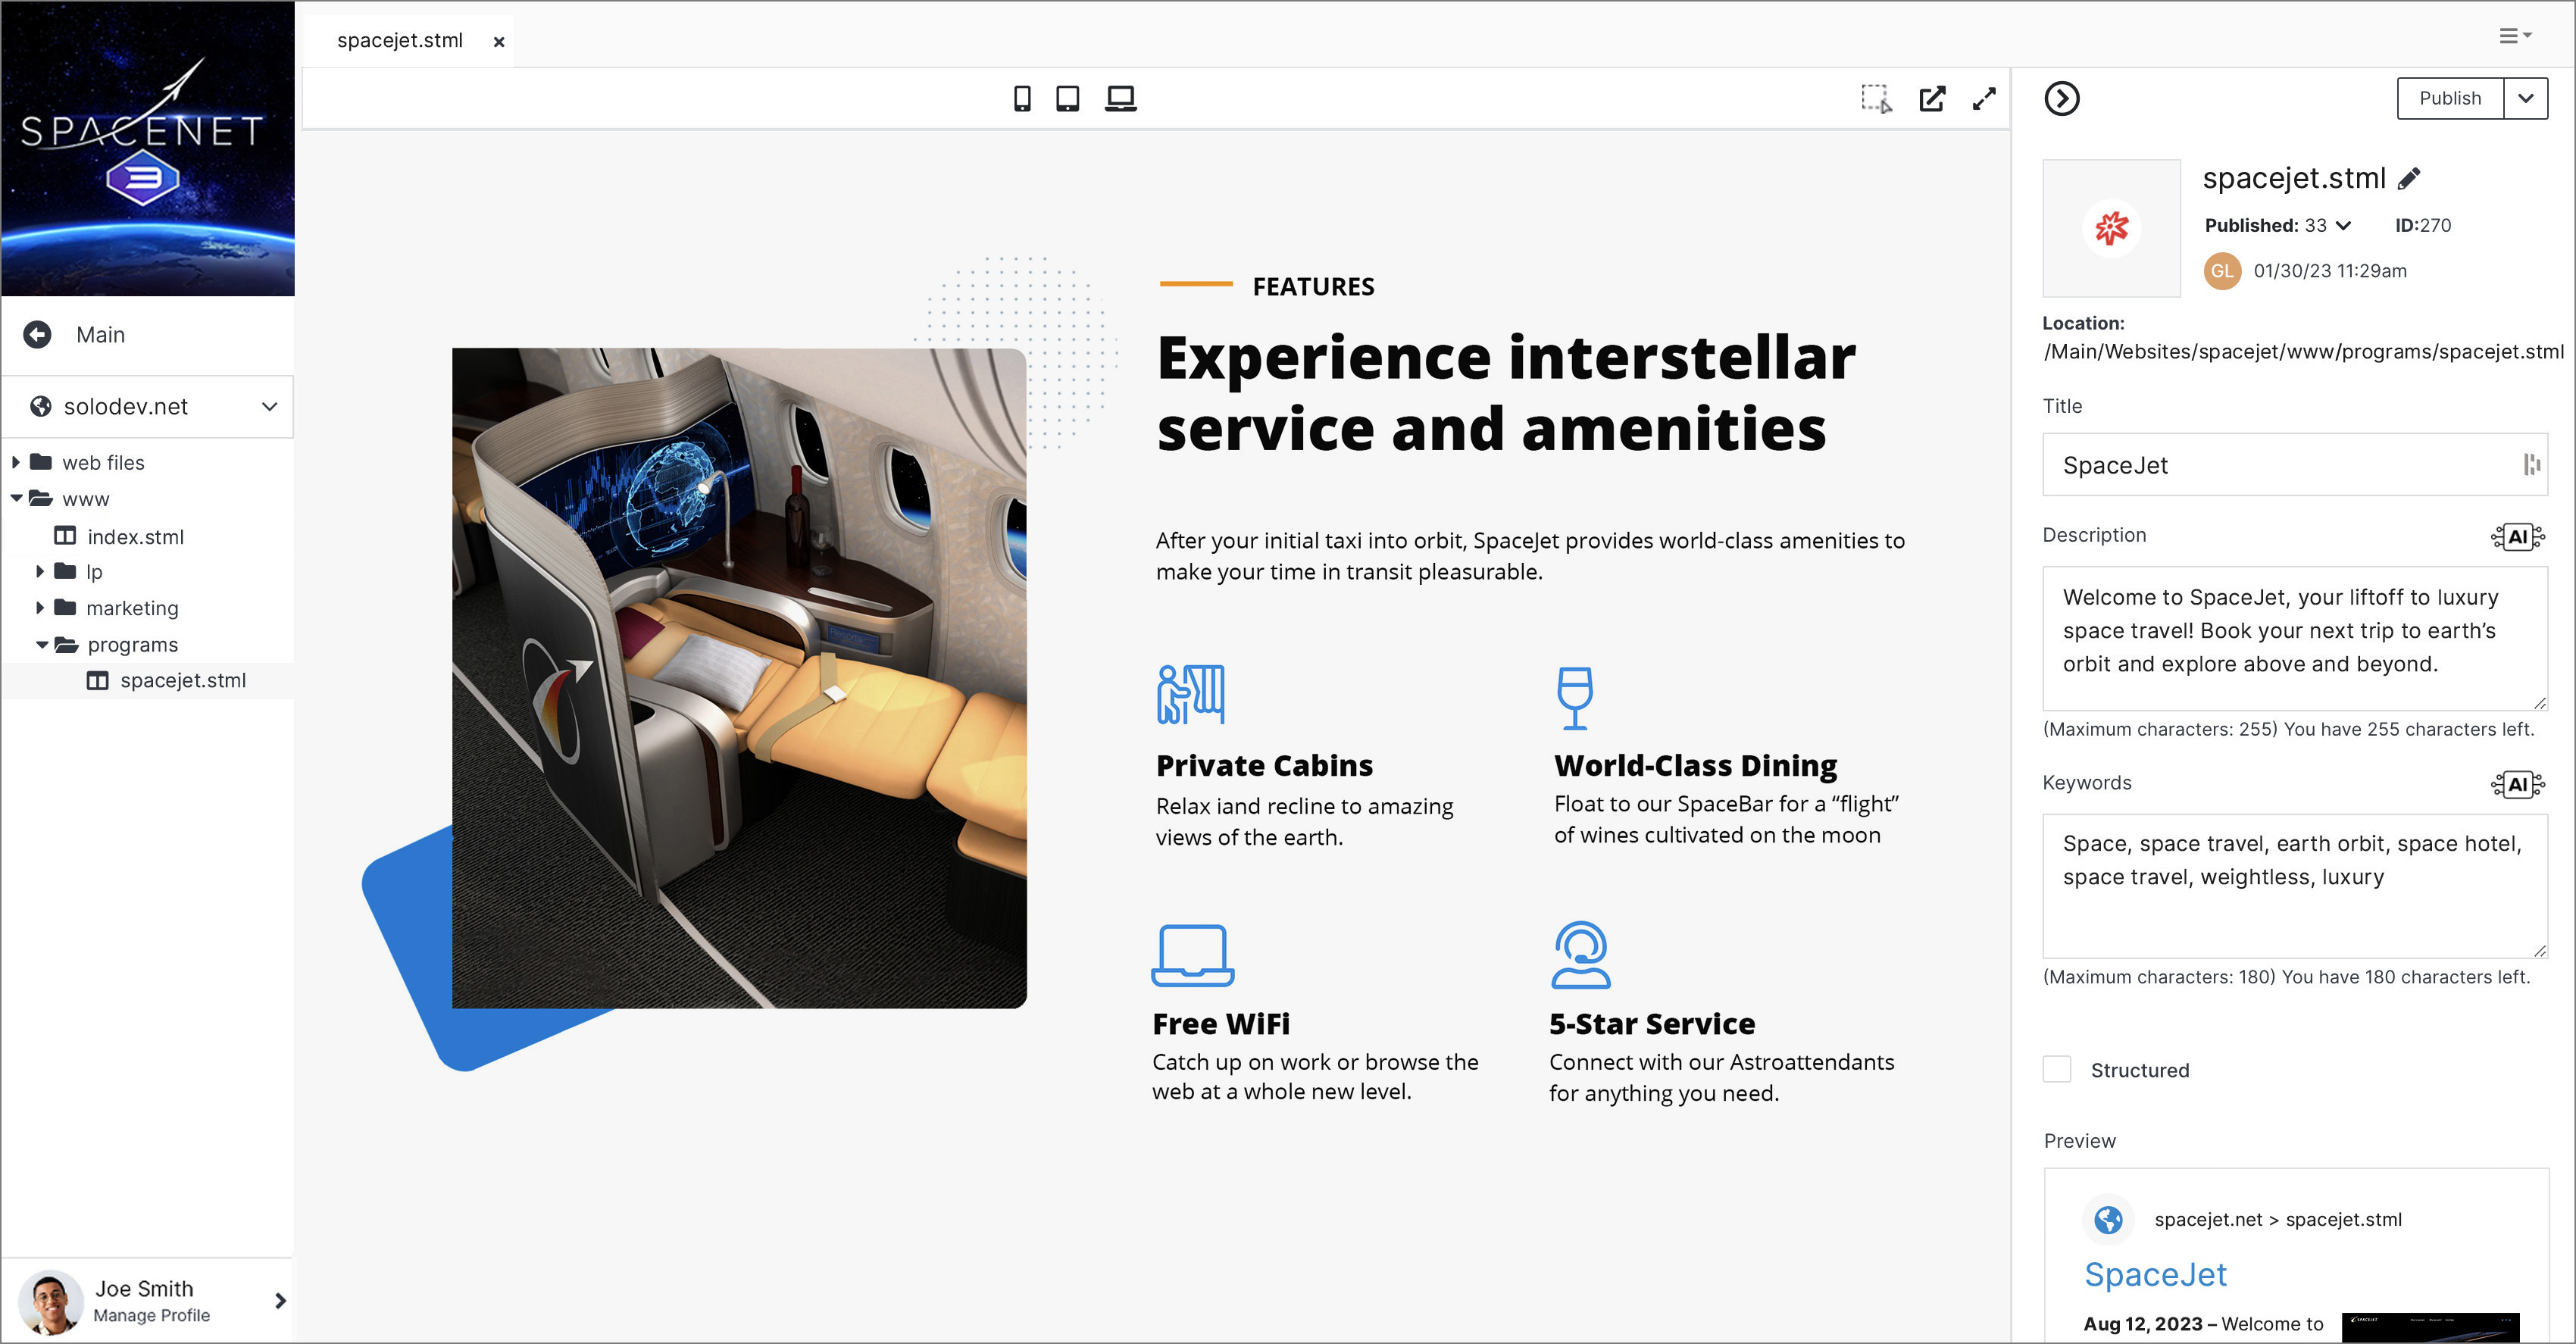 SPACENET
3
Main
solodev.net
web files
www
index.stml
lp
marketing
programs
spacejet.stml
Joe Smith
Manage Profile
spacejet.stml
FEATURES
Experience interstellar
service and amenities
After your initial taxi into orbit, SpaceJet provides world-class amenities to
make your time in transit pleasurable.
Private Cabins
Relax iand recline to amazing
views of the earth.
World-Class Dining
Float to our SpaceBar for a “flight”
of wines cultivated on the moon
Free WiFi
Catch up on work or browse the
web at a whole new level.
5-Star Service
Connect with our Astroattendants
for anything you need.
Publish
spacejet.stml
Published: 33
ID:270
GL
01/30/23 11:29am
Location:
/Main/Websites/spacejet/www/programs/spacejet.stml
Title
SpaceJet
Description
AI
Welcome to SpaceJet, your liftoff to luxury
space travel! Book your next trip to earth’s
orbit and explore above and beyond.
(Maximum characters: 255) You have 255 characters left.
Keywords
AI
Space, space travel, earth orbit, space hotel,
space travel, weightless, luxury
(Maximum characters: 180) You have 180 characters left.
Structured
Preview
spacejet.net > spacejet.stml
SpaceJet
Aug 12, 2023 – Welcome to